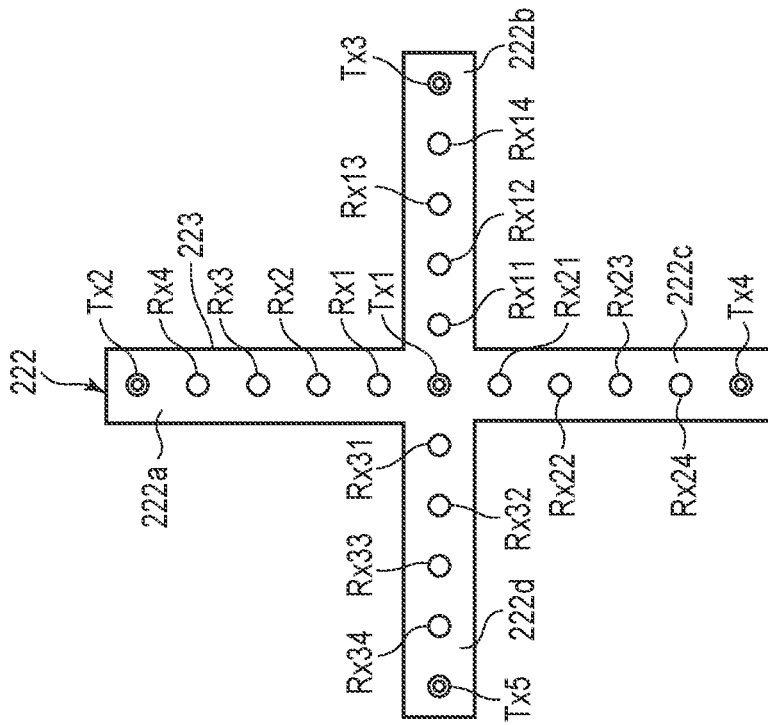 222
Tx2
Rx4
223
Rx3
Rx2
Rx1
Tx1
222a
Rx13
Tx3
222b
Rx14
Rx12
Rx11
Rx31
Rx33
Rx34
Rx32
222d
Tx5
Rx21
Rx22
Rx23
222c
Rx24
Tx4